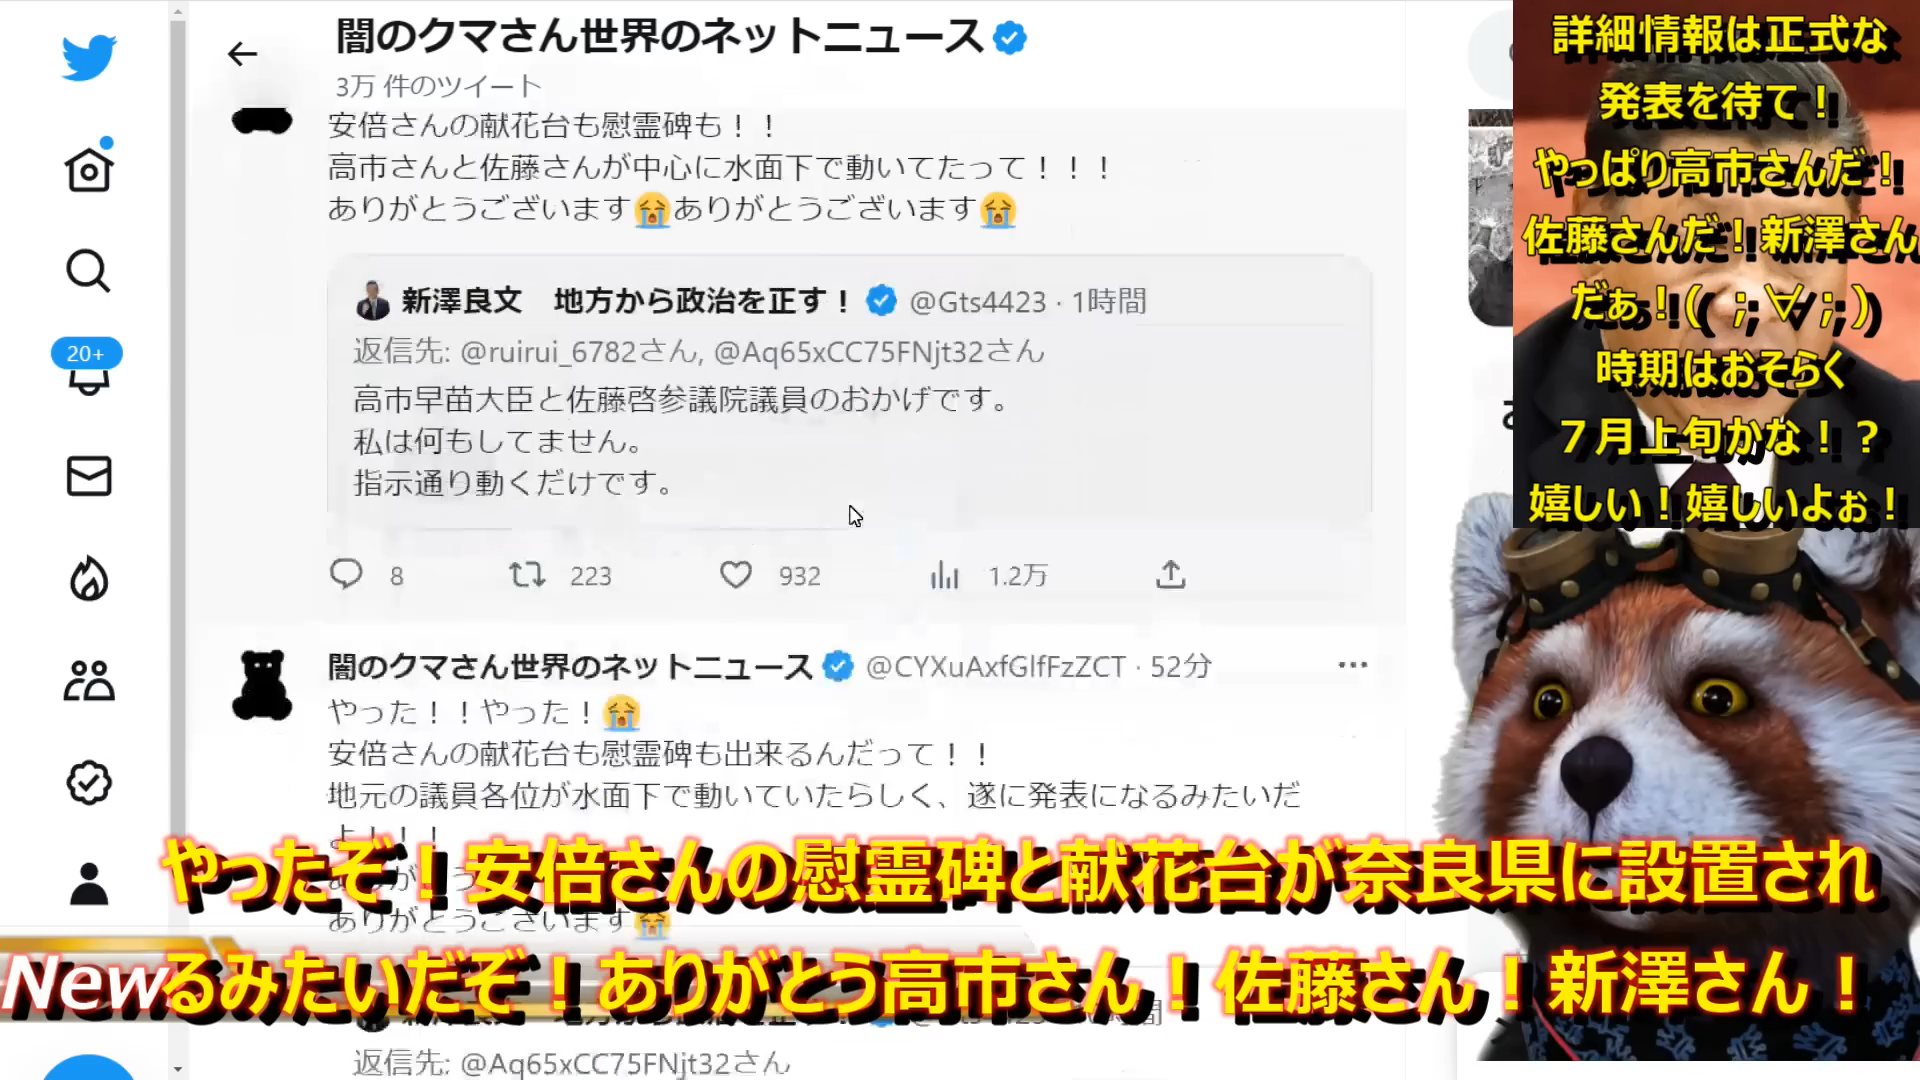 闇のクマさん世界のネットニュース
3万 件のツイート
安倍さんの献花台も慰霊碑も！！
高市さんと佐藤さんが中心に水面下で動いてたって！！！
ありがとうございます😭ありがとうございます😭
新澤良文　地方から政治を正す！ @Gts4423 · 1時間
返信先: @ruirui_6782さん, @Aq65xCC75FNjt32さん
高市早苗大臣と佐藤啓参議院議員のおかげです。
私は何もしてません。
指示通り動くだけです。
8 223 932 1.2万
20+
闇のクマさん世界のネットニュース @CYXuAxfGlfFzZCT · 52分
やった！！やった！😭
安倍さんの献花台も慰霊碑も出来るんだって！！
地元の議員各位が水面下で動いていたらしく、遂に発表になるみたいだ
よ！！！
ありがとうございます😭
返信先: @Aq65xCC75FNjt32さん
詳細情報は正式な
発表を待て！
やっぱり高市さんだ！
佐藤さんだ！新澤さん
だぁ！( ;∀;)
時期はおそらく
７月上旬かな！？
嬉しい！嬉しいよぉ！
やったぞ！安倍さんの慰霊碑と献花台が奈良県に設置され
New
るみたいだぞ！ありがとう高市さん！佐藤さん！新澤さん！